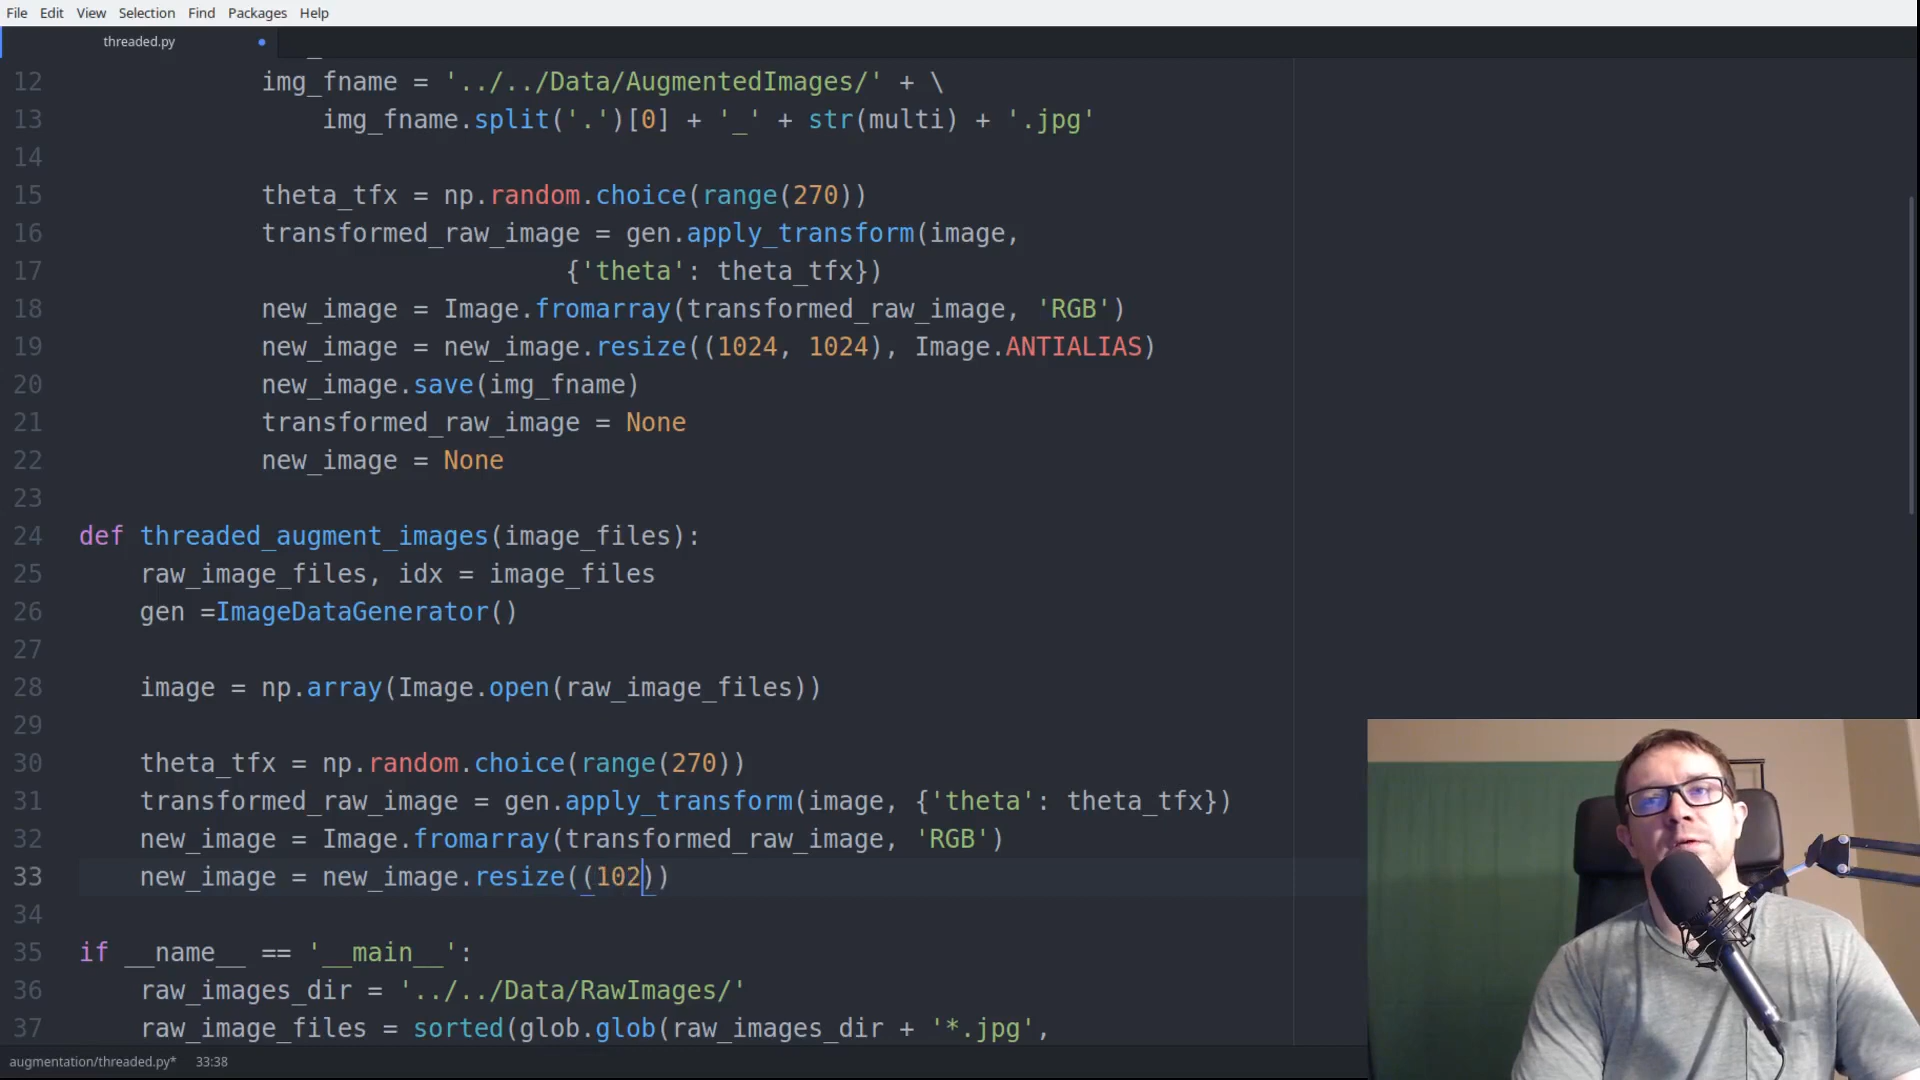 File Edit View Selection Find Packages Help
threaded.py
12 img_fname = '../../Data/AugmentedImages/' + \
13 img_fname.split('.')[0] + '_' + str(multi) + '.jpg'
14
15 theta_tfx = np.random.choice(range(270))
16 transformed_raw_image = gen.apply_transform(image,
17 {'theta': theta_tfx})
18 new_image = Image.fromarray(transformed_raw_image, 'RGB')
19 new_image = new_image.resize((1024, 1024), Image.ANTIALIAS)
20 new_image.save(img_fname)
21 transformed_raw_image = None
22 new_image = None
23
24 def threaded_augment_images(image_files):
25 raw_image_files, idx = image_files
26 gen =ImageDataGenerator()
27
28 image = np.array(Image.open(raw_image_files))
29
30 theta_tfx = np.random.choice(range(270))
31 transformed_raw_image = gen.apply_transform(image, {'theta': theta_tfx})
32 new_image = Image.fromarray(transformed_raw_image, 'RGB')
33 new_image = new_image.resize((102))
34
35 if __name__ == '__main__':
36 raw_images_dir = '../../Data/RawImages/'
37 raw_image_files = sorted(glob.glob(raw_images_dir + '*.jpg',
augmentation/threaded.py* 33:38